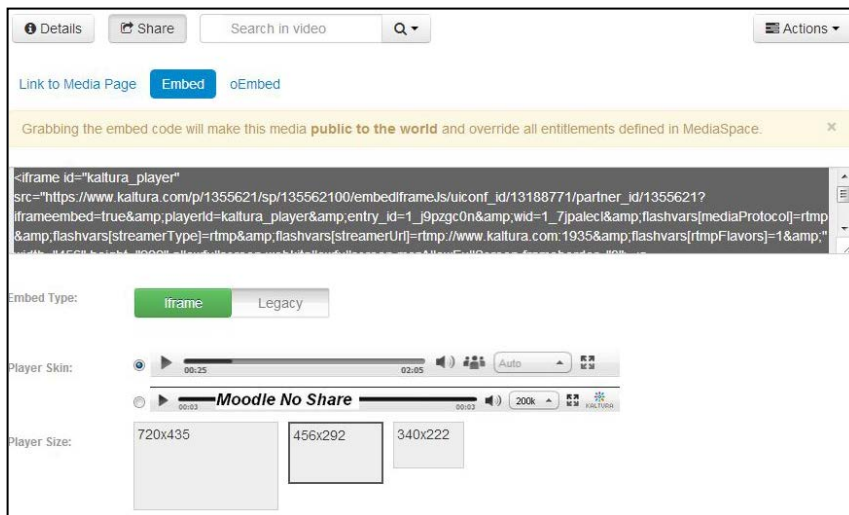 Details Share Search in video Actions
Link to Media Page Embed oEmbed
Grabbing the embed code will make this media public to the world and override all entitlements defined in MediaSpace. ×
<iframe id="kaltura_player"
src="https://www.kaltura.com/p/1355621/sp/135562100/embedIframeJs/uiconf_id/13188771/partner_id/1355621?
iframeembed=true&amp;playerId=kaltura_player&amp;entry_id=1_j9pzgc0n&amp;wid=1_7jpalecl&amp;flashvars[mediaProtocol]=rtmp
&amp;flashvars[streamerType]=rtmp&amp;flashvars[streamerUrl]=rtmp://www.kaltura.com:1935&amp;flashvars[rtmpFlavors]=1&amp;"
Embed Type: Iframe Legacy
Player Skin: 00:25 02:05 Auto
00:03 Moodle No Share 00:03 200k KALTURA
Player Size: 720x435 456x292 340x222